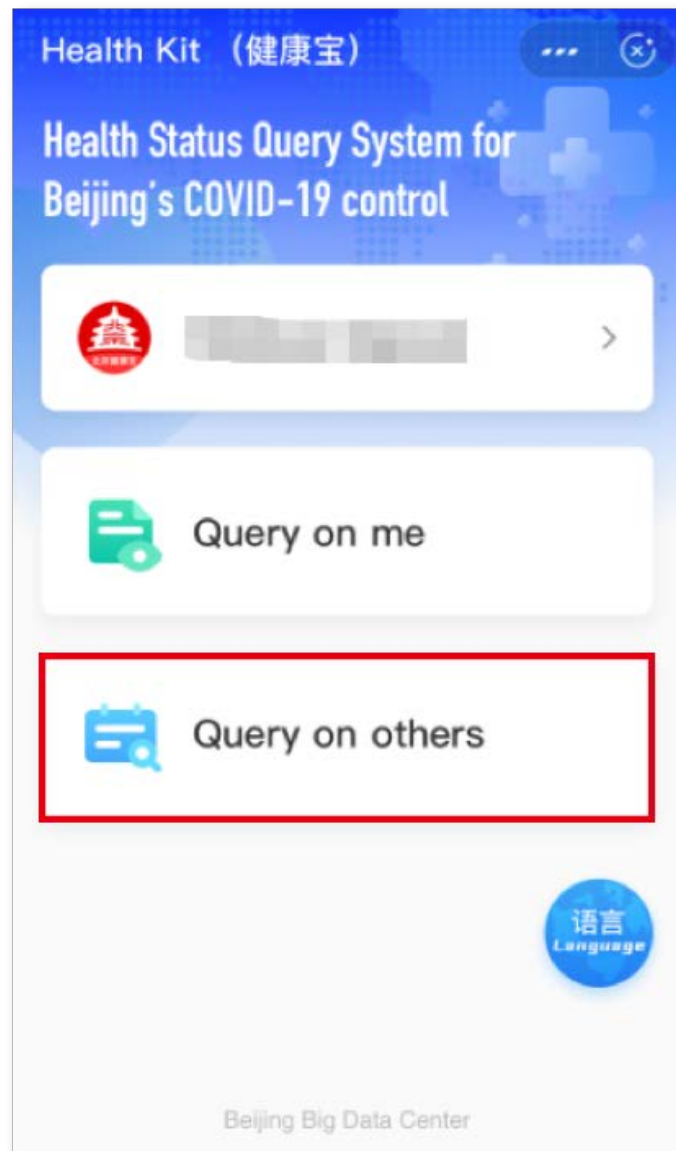 Health Kit （健康宝）
Health Status Query System for
Beijing's COVID-19 control
Query on me
Query on others
语言
Language
Beijing Big Data Center